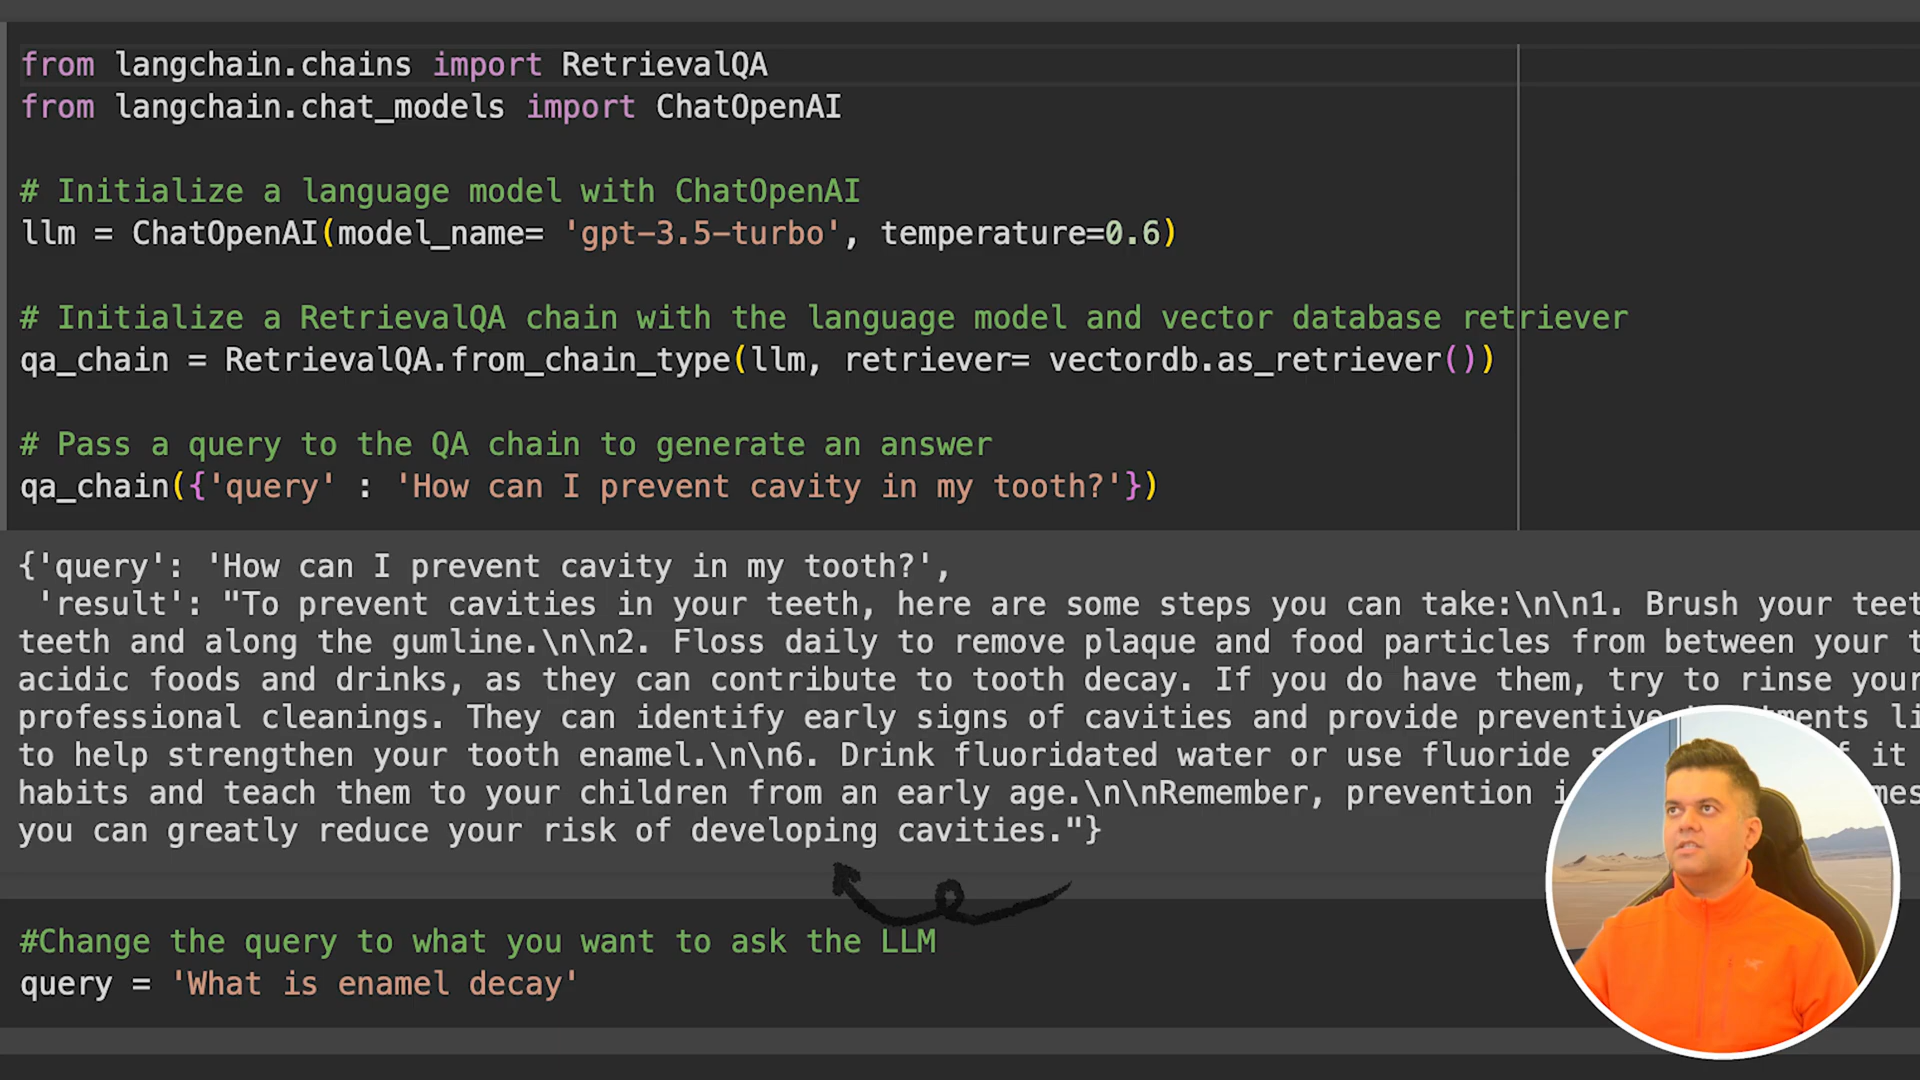 from langchain.chains import RetrievalQA
from langchain.chat_models import ChatOpenAI
# Initialize a language model with ChatOpenAI
llm = ChatOpenAI(model_name= 'gpt-3.5-turbo', temperature=0.6)
# Initialize a RetrievalQA chain with the language model and vector database retriever
qa_chain = RetrievalQA.from_chain_type(llm, retriever= vectordb.as_retriever())
# Pass a query to the QA chain to generate an answer
qa_chain({'query' : 'How can I prevent cavity in my tooth?'})
{'query': 'How can I prevent cavity in my tooth?',
'result': "To prevent cavities in your teeth, here are some steps you can take:\n\n1. Brush your
teeth and along the gumline.\n\n2. Floss daily to remove plaque and food particles from between your
acidic foods and drinks, as they can contribute to tooth decay. If you do have them, try to rinse your
professional cleanings. They can identify early signs of cavities and provide preventive
to help strengthen your tooth enamel.\n\n6. Drink fluoridated water or use fluoride it
habits and teach them to your children from an early age.\n\nRemember, prevention
you can greatly reduce your risk of developing cavities."}
#Change the query to what you want to ask the LLM
query = 'What is enamel decay'